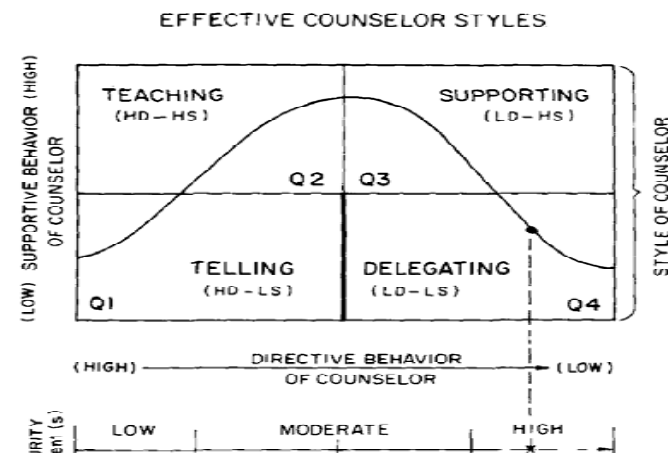 EFFECTIVE COUNSELOR STYLES
(LOW) SUPPORTIVE BEHAVIOR (HIGH)
OF COUNSELOR
TEACHING
(HD-HS)
SUPPORTING
(LD-HS)
Q2
Q3
TELLING
(HD-LS)
DELEGATING
(LD-LS)
Q1
Q4
STYLE OF COUNSELOR
(HIGH)
DIRECTIVE BEHAVIOR
OF COUNSELOR
(LOW)
LOW
MODERATE
HIGH